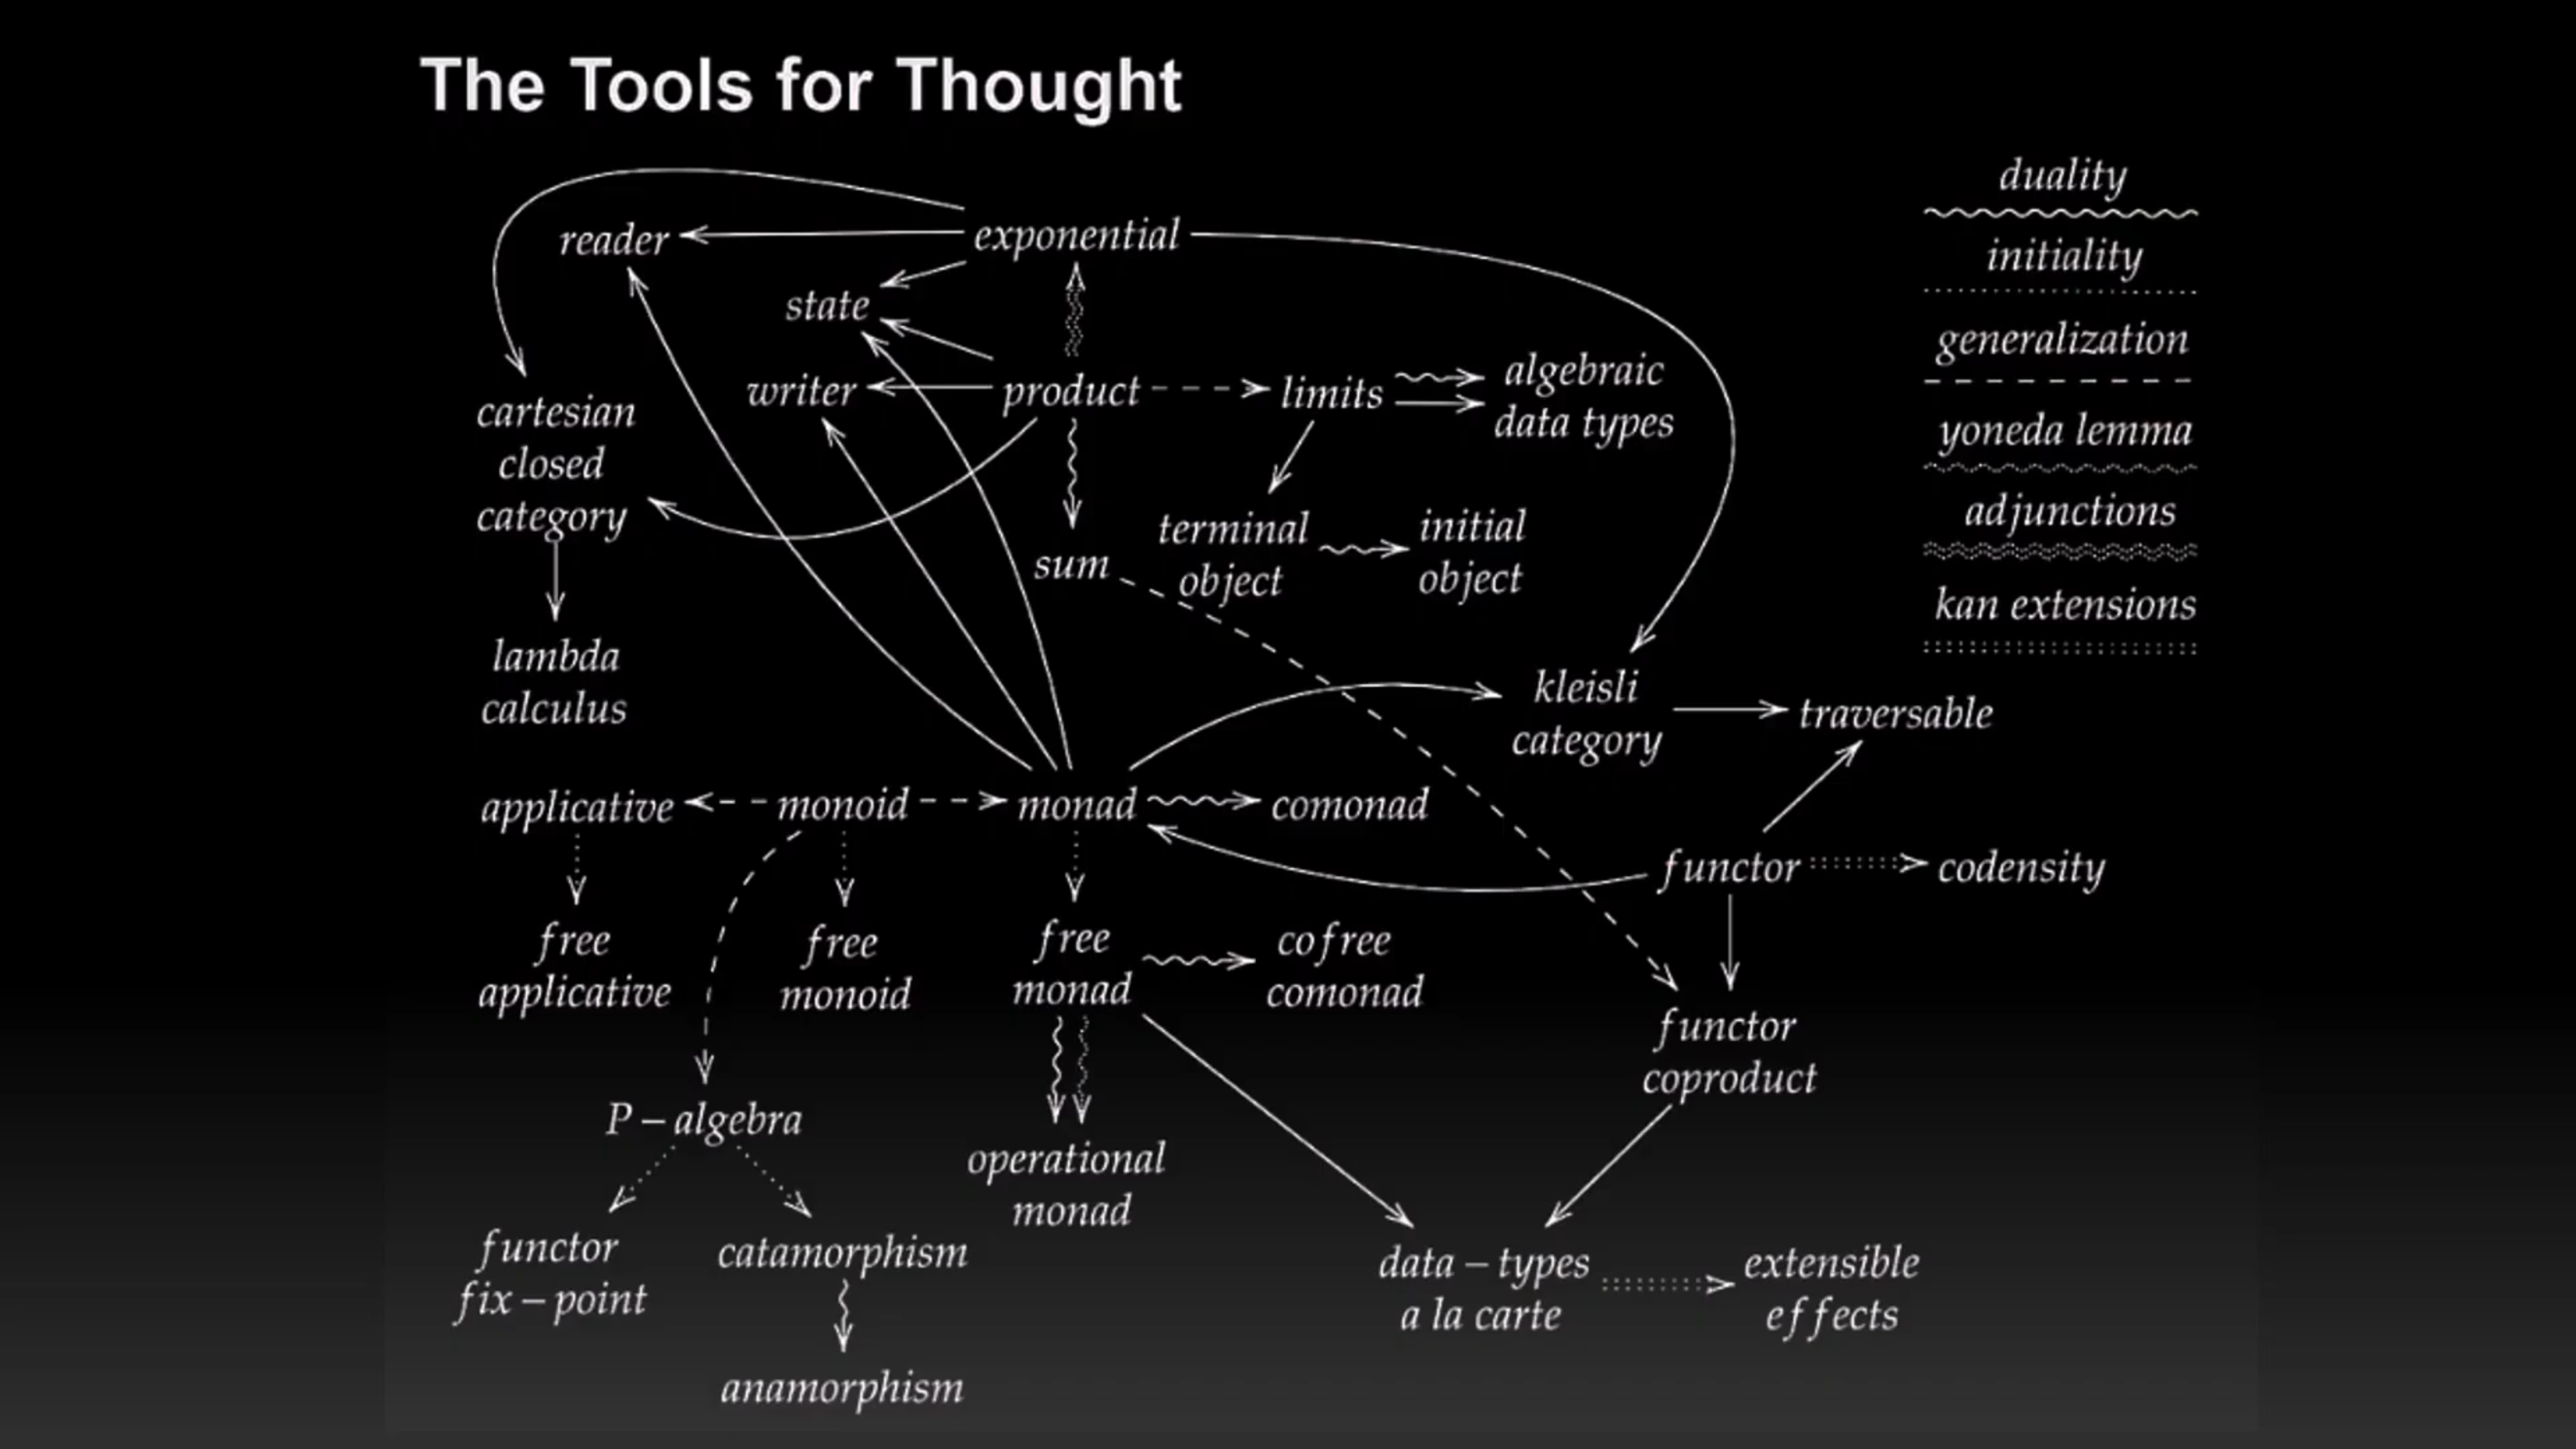 The Tools for Thought
duality
initiality
generalization
yoneda lemma
adjunctions
kan extensions
reader
exponential
state
writer
product
limits
algebraic
data types
cartesian
closed
category
sum
terminal
object
initial
object
lambda
calculus
kleisli
category
traversable
applicative
monoid
monad
comonad
functor
codensity
free
applicative
free
monoid
free
monad
cofree
comonad
functor
coproduct
P – algebra
operational
monad
functor
fix – point
catamorphism
data – types
a la carte
extensible
effects
anamorphism